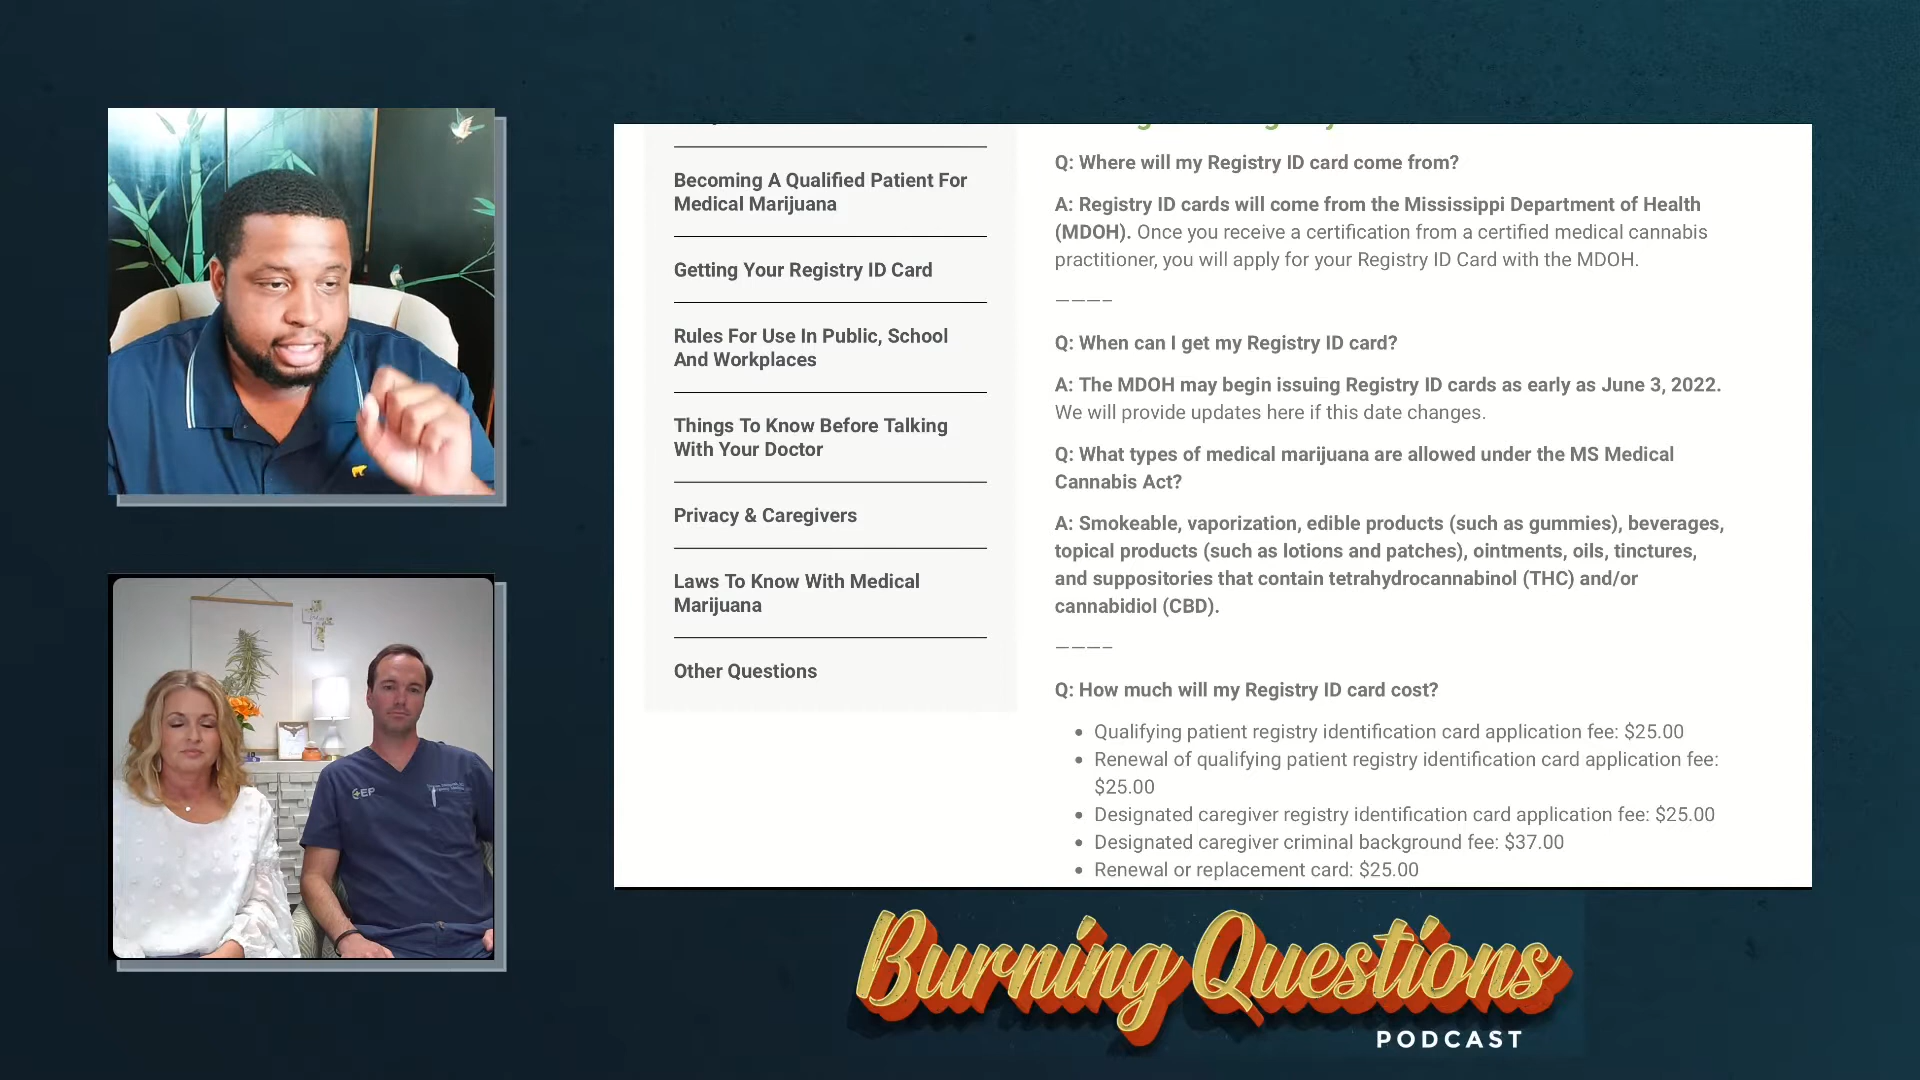 Becoming A Qualified Patient For
Medical Marijuana
Getting Your Registry ID Card
Rules For Use In Public, School
And Workplaces
Things To Know Before Talking
With Your Doctor
Privacy & Caregivers
Laws To Know With Medical
Marijuana
Other Questions
Q: Where will my Registry ID card come from?
A: Registry ID cards will come from the Mississippi Department of Health
(MDOH). Once you receive a certification from a certified medical cannabis
practitioner, you will apply for your Registry ID Card with the MDOH.
————–
Q: When can I get my Registry ID card?
A: The MDOH may begin issuing Registry ID cards as early as June 3, 2022.
We will provide updates here if this date changes.
Q: What types of medical marijuana are allowed under the MS Medical
Cannabis Act?
A: Smokeable, vaporization, edible products (such as gummies), beverages,
topical products (such as lotions and patches), ointments, oils, tinctures,
and suppositories that contain tetrahydrocannabinol (THC) and/or
cannabidiol (CBD).
————–
Q: How much will my Registry ID card cost?
• Qualifying patient registry identification card application fee: $25.00
• Renewal of qualifying patient registry identification card application fee:
$25.00
• Designated caregiver registry identification card application fee: $25.00
• Designated caregiver criminal background fee: $37.00
• Renewal or replacement card: $25.00
EP
Burning Questions
PODCAST